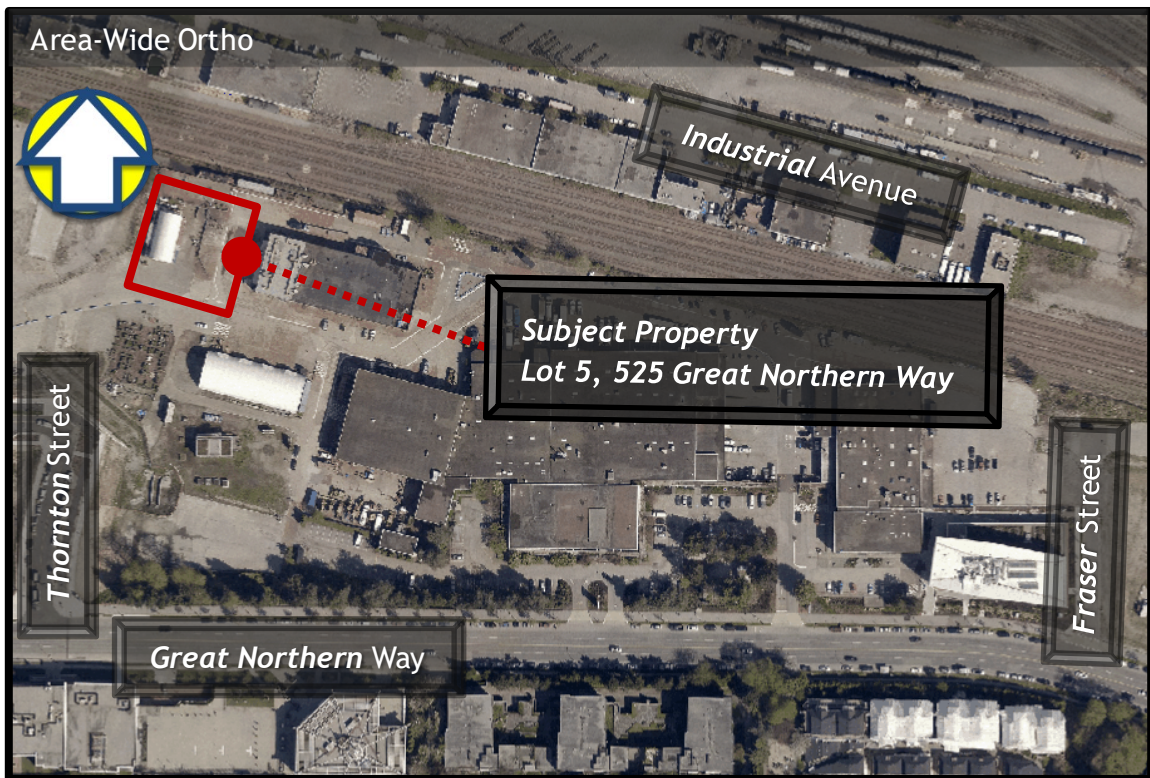 Area-Wide Ortho
Industrial Avenue
Subject Property
Lot 5, 525 Great Northern Way
Thornton Street
Fraser Street
Great Northern Way